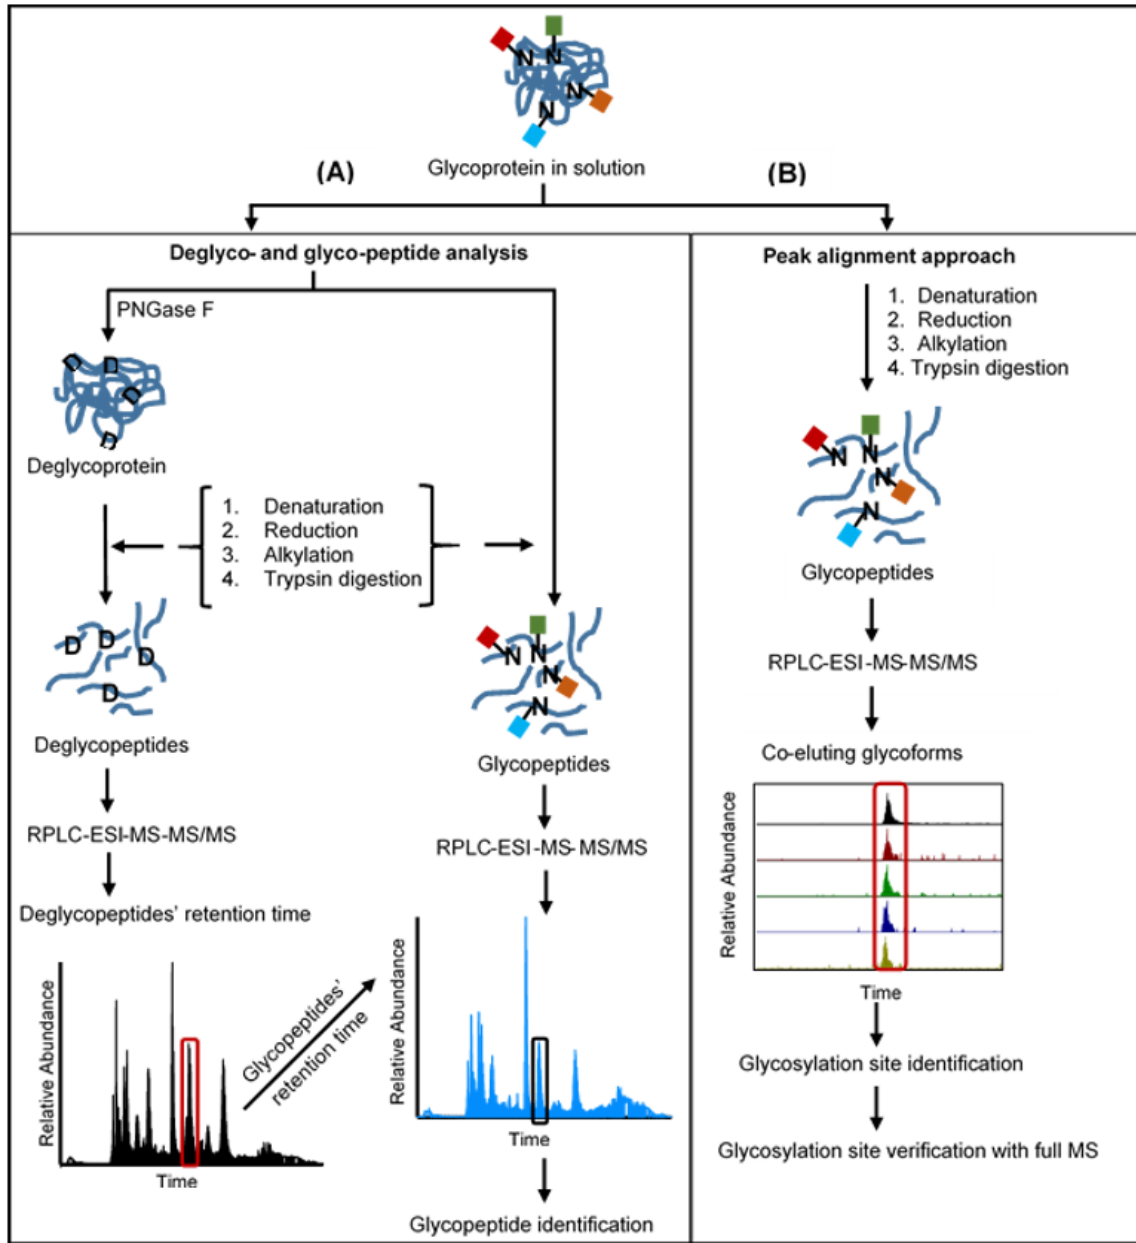 N
N
N
N
Glycoprotein in solution
(A)
(B)
Deglyco- and glyco-peptide analysis
PNGase F
D
D
D
D
Deglycoprotein
1. Denaturation
2. Reduction
3. Alkylation
4. Trypsin digestion
D
D
D
D
Deglycopeptides
RPLC-ESI-MS-MS/MS
Deglycopeptides' retention time
Relative Abundance
Time
Glycopeptides'
retention time
N
N
N
N
Glycopeptides
RPLC-ESI-MS-MS/MS
Relative Abundance
Time
Glycopeptide identification
Peak alignment approach
1. Denaturation
2. Reduction
3. Alkylation
4. Trypsin digestion
N
N
N
N
Glycopeptides
RPLC-ESI-MS-MS/MS
Co-eluting glycoforms
Relative Abundance
Time
Glycosylation site identification
Glycosylation site verification with full MS